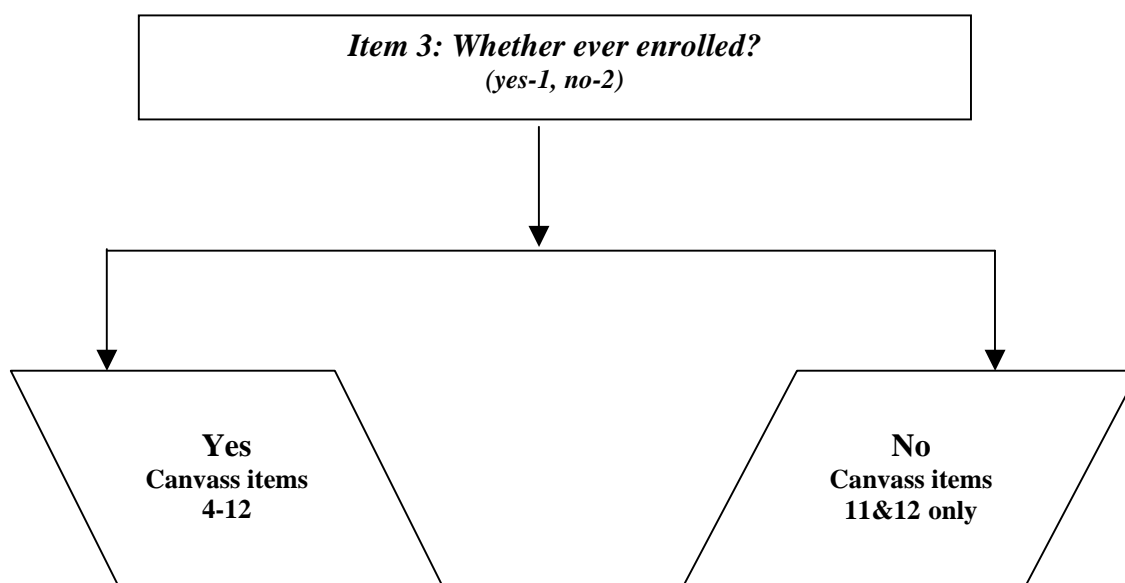 Item 3: Whether ever enrolled?
(yes-1, no-2)
Yes
Canvass items
4-12
No
Canvass items
11&12 only